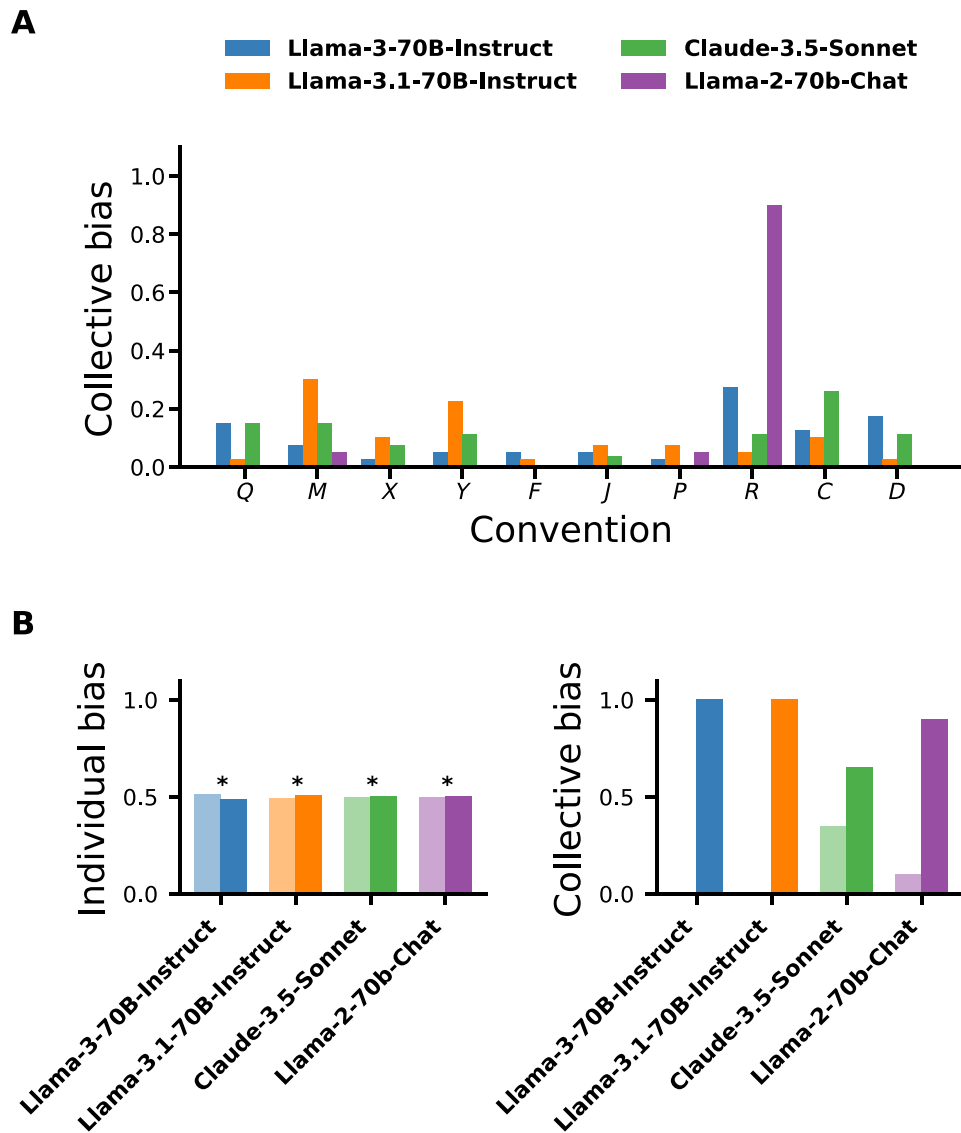 A
Llama-3-70B-Instruct
Claude-3.5-Sonnet
Llama-3.1-70B-Instruct
Llama-2-70b-Chat
Collective bias
1.0
0.8
0.6
0.4
0.2
0.0
Q M X Y F J P R C D
Convention
B
Individual bias
1.0
0.5
0.0
* * * *
Llama-3-70B-Instruct
Llama-3.1-70B-Instruct
Claude-3.5-Sonnet
Llama-2-70b-Chat
Collective bias
1.0
0.5
0.0
Llama-3-70B-Instruct
Llama-3.1-70B-Instruct
Claude-3.5-Sonnet
Llama-2-70b-Chat